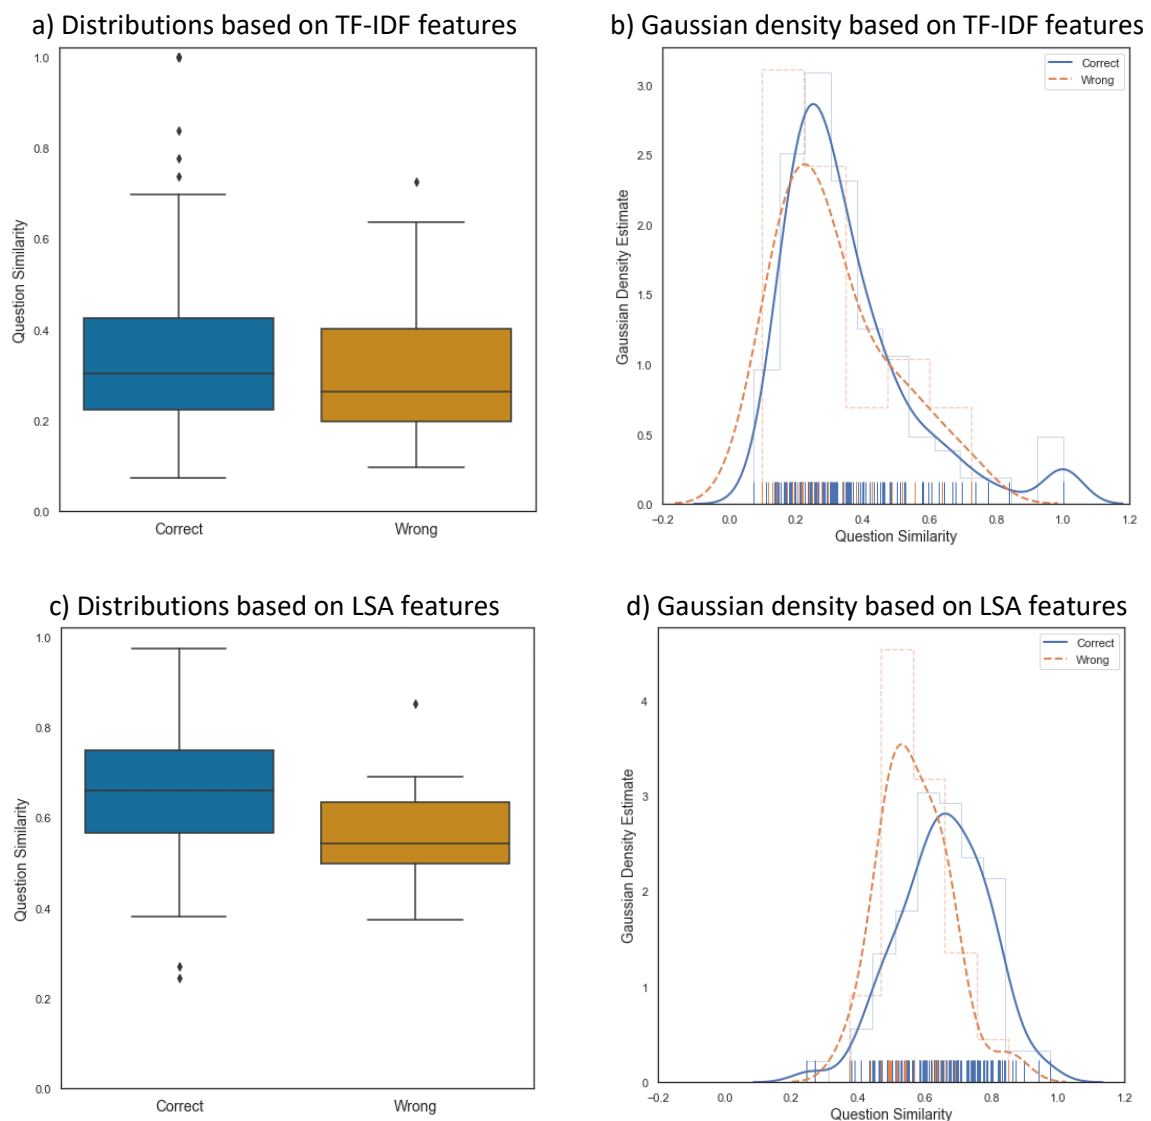 a) Distributions based on TF-IDF features
1.0
0.8
0.6
0.4
0.2
0.0
Question Similarity
Correct
Wrong
b) Gaussian density based on TF-IDF features
Correct
Wrong
3.0
2.5
2.0
1.5
1.0
0.5
0.0
Gaussian Density Estimate
−0.2
0.0
0.2
0.4
0.6
0.8
1.0
1.2
Question Similarity
c) Distributions based on LSA features
1.0
0.8
0.6
0.4
0.2
0.0
Question Similarity
Correct
Wrong
d) Gaussian density based on LSA features
Correct
Wrong
4
3
2
1
0
Gaussian Density Estimate
−0.2
0.0
0.2
0.4
0.6
0.8
1.0
1.2
Question Similarity